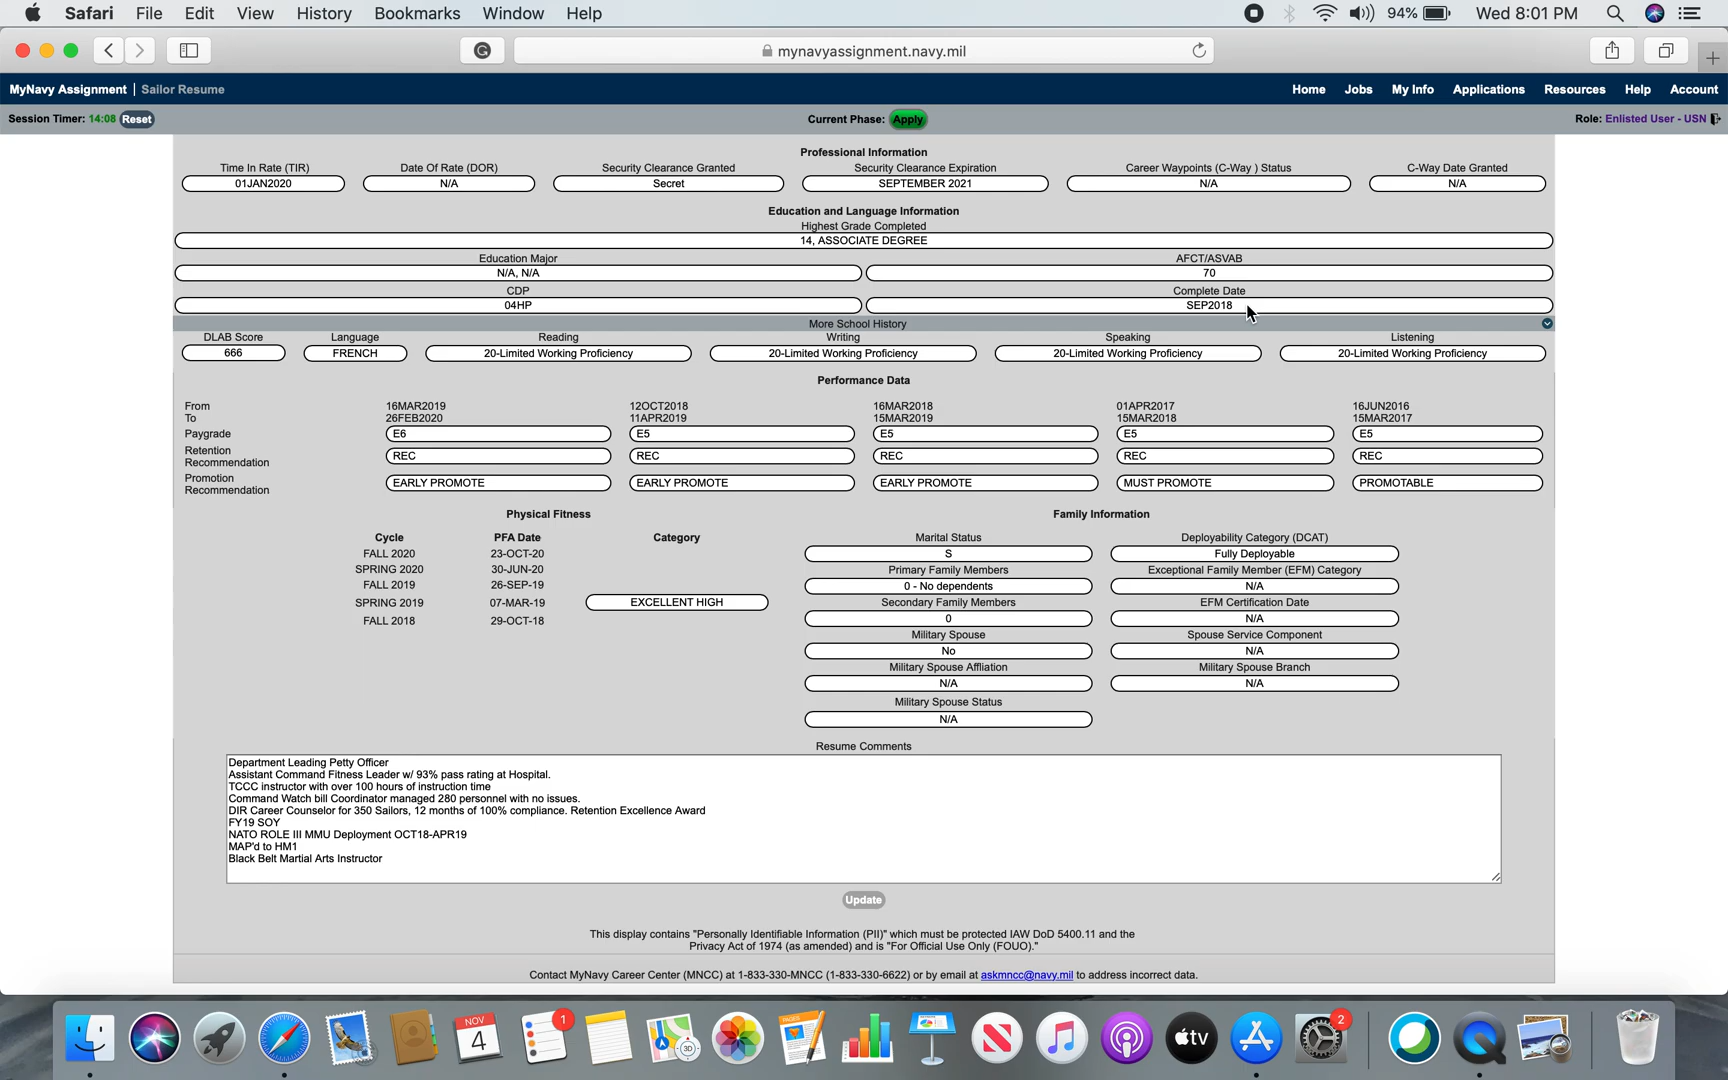 Safari File Edit View History Bookmarks Window Help 94% Wed 8:01 PM
mynavyassignment.navy.mil
MyNavy Assignment | Sailor Resume Home Jobs My Info Applications Resources Help Account
Session Timer: 14:08 Reset Current Phase: Apply Role: Enlisted User - USN
Professional Information
Time In Rate (TIR) Date Of Rate (DOR) Security Clearance Granted Security Clearance Expiration Career Waypoints (C-Way ) Status C-Way Date Granted
01JAN2020 N/A Secret SEPTEMBER 2021 N/A N/A
Education and Language Information
Highest Grade Completed
14, ASSOCIATE DEGREE
Education Major AFCT/ASVAB
N/A, N/A 70
CDP Complete Date
04HP SEP2018
More School History
DLAB Score Language Reading Writing Speaking Listening
666 FRENCH 20-Limited Working Proficiency 20-Limited Working Proficiency 20-Limited Working Proficiency 20-Limited Working Proficiency
Performance Data
From 16MAR2019 12OCT2018 16MAR2018 01APR2017 16JUN2016
To 26FEB2020 11APR2019 15MAR2019 15MAR2018 15MAR2017
Paygrade E6 E5 E5 E5 E5
Retention
Recommendation REC REC REC REC REC
Promotion
Recommendation EARLY PROMOTE EARLY PROMOTE EARLY PROMOTE MUST PROMOTE PROMOTABLE
Physical Fitness Family Information
Cycle PFA Date Category Marital Status Deployability Category (DCAT)
FALL 2020 23-OCT-20 S Fully Deployable
SPRING 2020 30-JUN-20 Primary Family Members Exceptional Family Member (EFM) Category
FALL 2019 26-SEP-19 0 - No dependents N/A
SPRING 2019 07-MAR-19 EXCELLENT HIGH Secondary Family Members EFM Certification Date
FALL 2018 29-OCT-18 0 N/A
Military Spouse Spouse Service Component
No N/A
Military Spouse Affliation Military Spouse Branch
N/A N/A
Military Spouse Status
N/A
Resume Comments
Department Leading Petty Officer
Assistant Command Fitness Leader w/ 93% pass rating at Hospital.
TCCC instructor with over 100 hours of instruction time
Command Watch bill Coordinator managed 280 personnel with no issues.
DIR Career Counselor for 350 Sailors, 12 months of 100% compliance. Retention Excellence Award
FY19 SOY
NATO ROLE III MMU Deployment OCT18-APR19
MAP'd to HM1
Black Belt Martial Arts Instructor
Update
This display contains "Personally Identifiable Information (PII)" which must be protected IAW DoD 5400.11 and the
Privacy Act of 1974 (as amended) and is "For Official Use Only (FOUO)."
Contact MyNavy Career Center (MNCC) at 1-833-330-MNCC (1-833-330-6622) or by email at askmncc@navy.mil to address incorrect data.
NOV
4
1
3D
tv
2